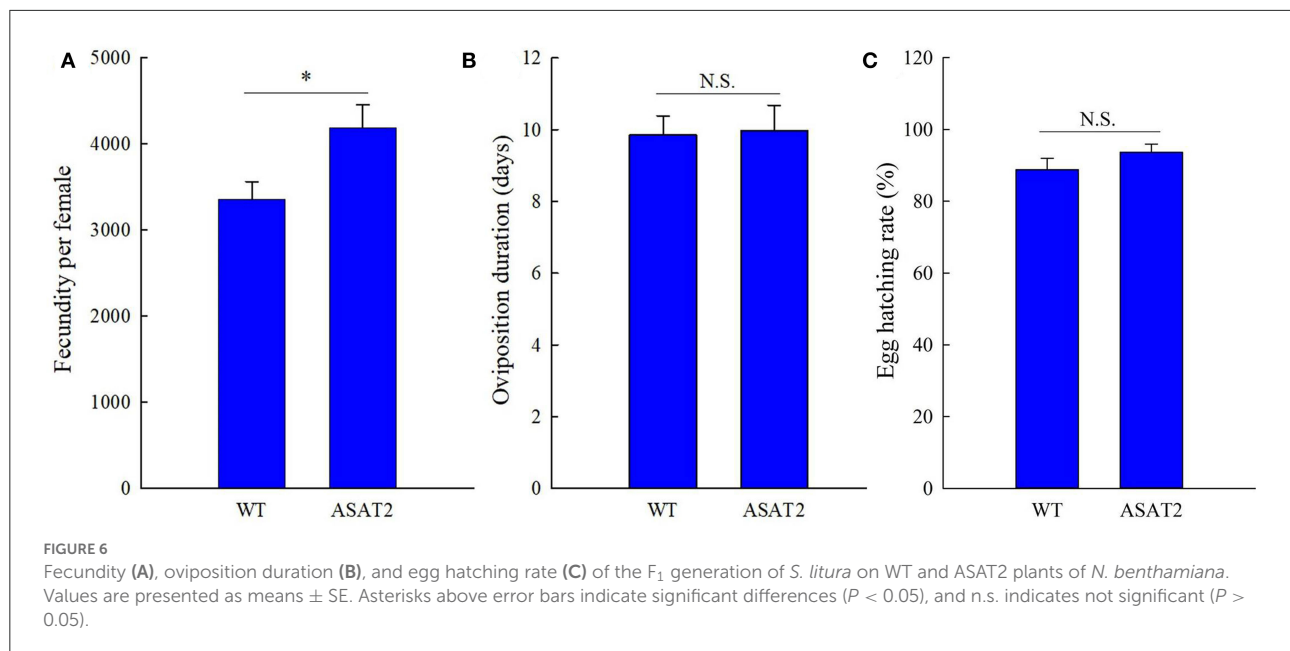 A
5000
4000
3000
2000
1000
0
Fecundity per female
*
WT ASAT2
B
12
10
8
6
4
2
0
Oviposition duration (days)
N.S.
WT ASAT2
C
120
100
80
60
40
20
0
Egg hatching rate (%)
N.S.
WT ASAT2
FIGURE 6
Fecundity (A), oviposition duration (B), and egg hatching rate (C) of the F₁ generation of S. litura on WT and ASAT2 plants of N. benthamiana.
Values are presented as means ± SE. Asterisks above error bars indicate significant differences (P < 0.05), and n.s. indicates not significant (P >
0.05).